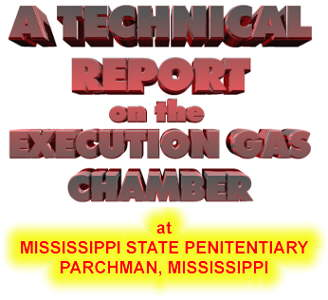 A TECHNICAL
REPORT
on the
EXECUTION GAS
CHAMBER
at
MISSISSIPPI STATE PENITENTIARY
PARCHMAN, MISSISSIPPI